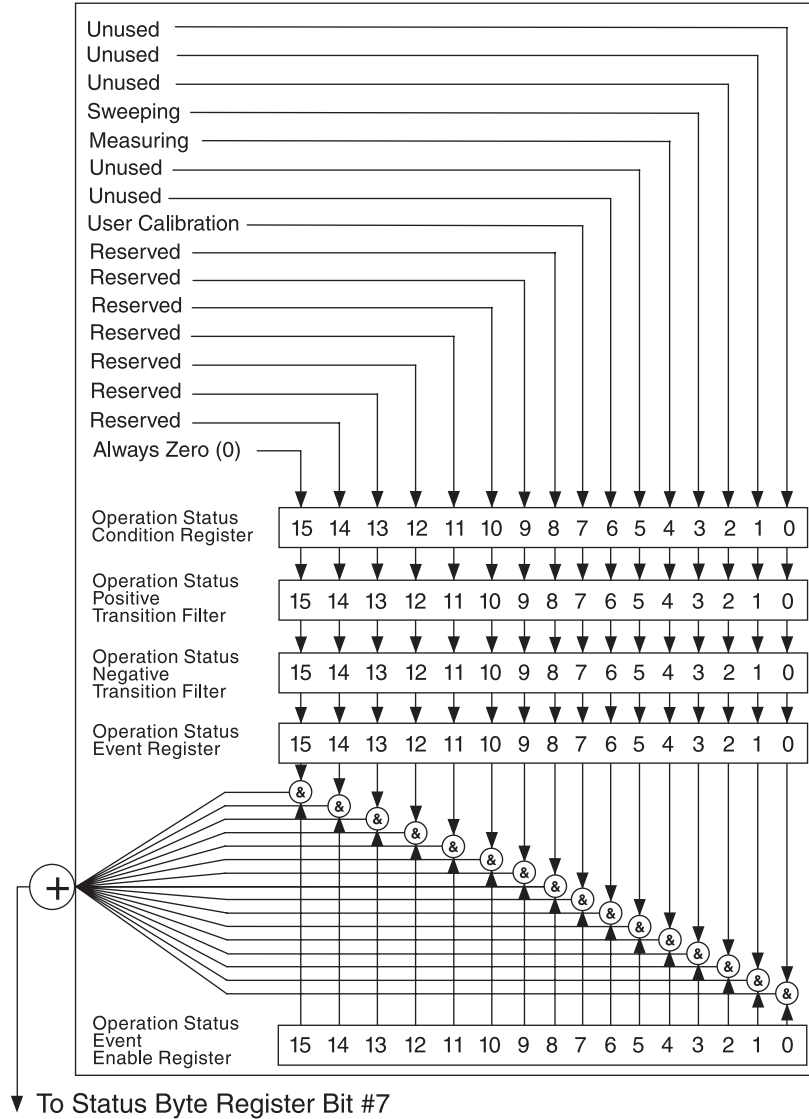 Unused
Unused
Unused
Sweeping
Measuring
Unused
Unused
User Calibration
Reserved
Reserved
Reserved
Reserved
Reserved
Reserved
Reserved
Always Zero (0)
Operation Status
Condition Register
15 14 13 12 11 10 9 8 7 6 5 4 3 2 1 0
Operation Status
Positive
Transition Filter
15 14 13 12 11 10 9 8 7 6 5 4 3 2 1 0
Operation Status
Negative
Transition Filter
15 14 13 12 11 10 9 8 7 6 5 4 3 2 1 0
Operation Status
Event Register
15 14 13 12 11 10 9 8 7 6 5 4 3 2 1 0
& & & & & & & & & & & & & & & &
+
Operation Status
Event
Enable Register
15 14 13 12 11 10 9 8 7 6 5 4 3 2 1 0
To Status Byte Register Bit #7